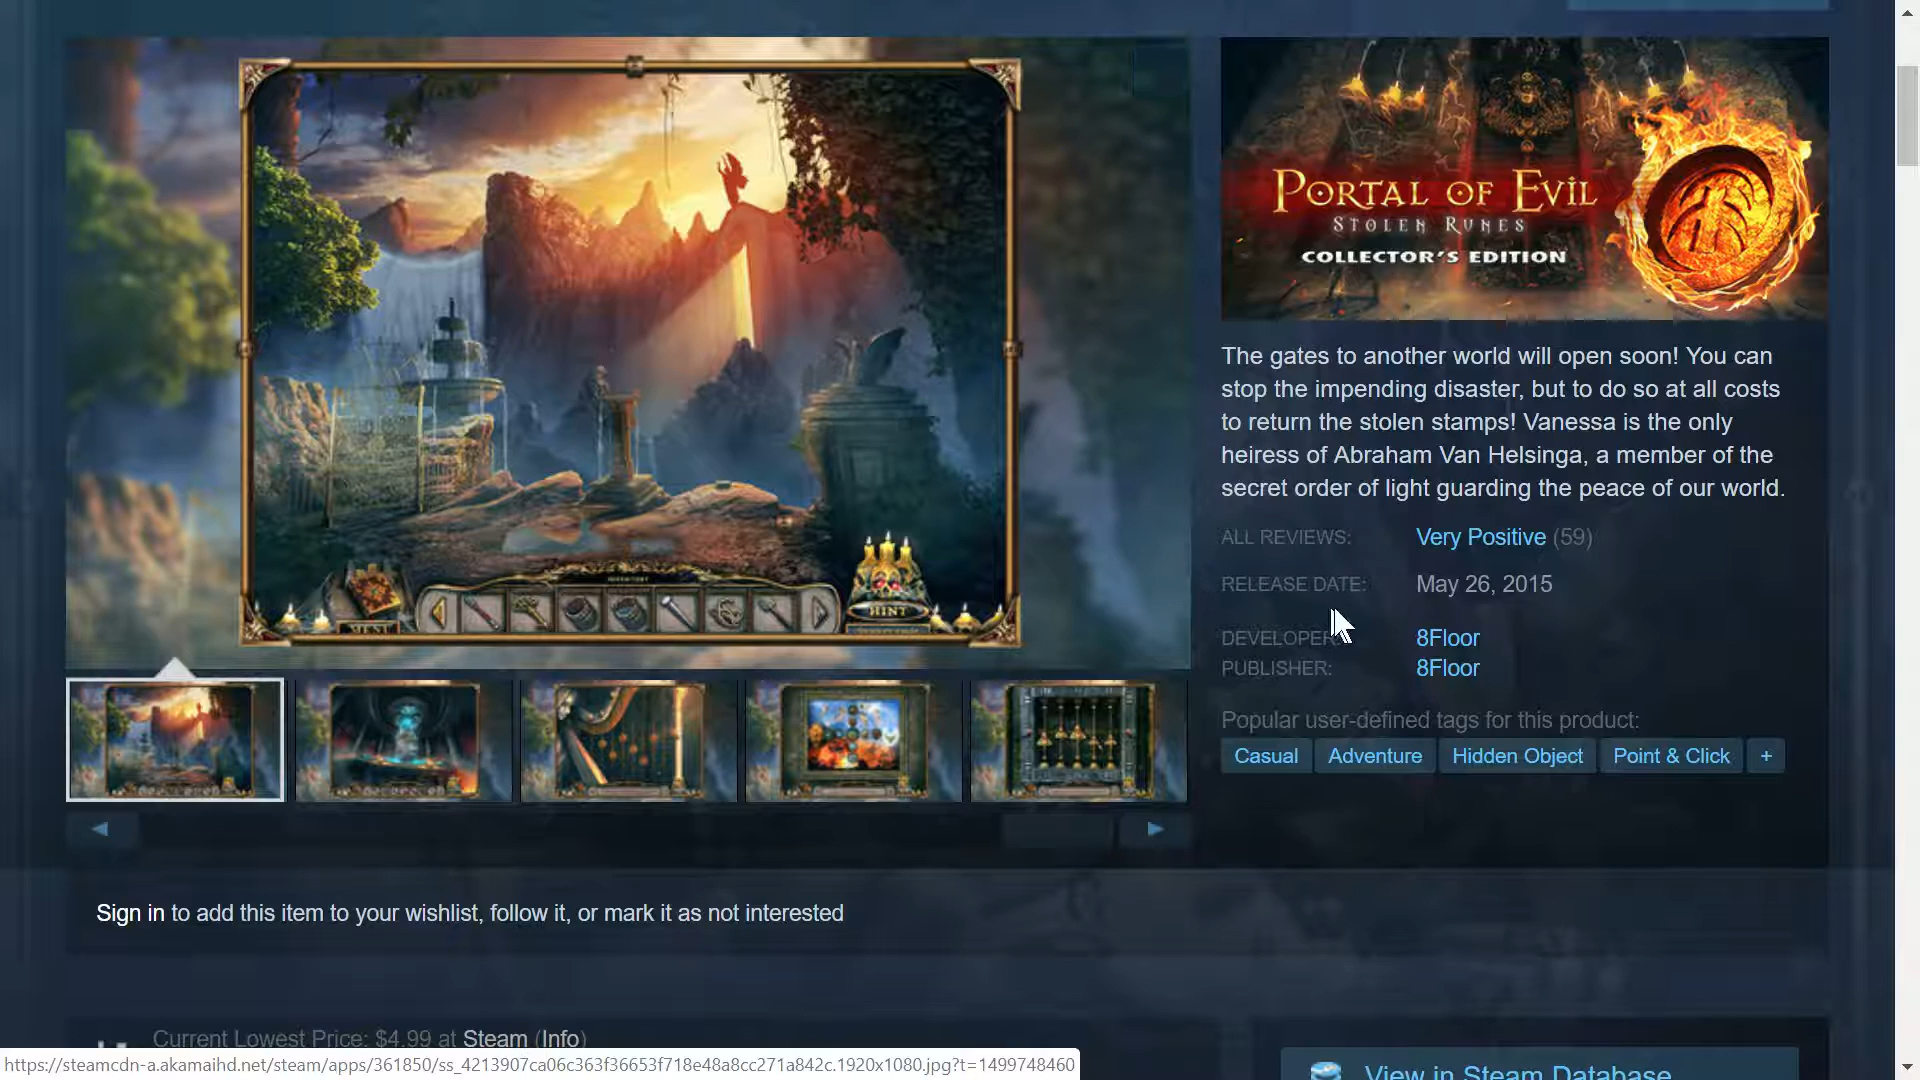 PORTAL OF EVIL
STOLEN RUNES
COLLECTOR'S EDITION
The gates to another world will open soon! You can
stop the impending disaster, but to do so at all costs
to return the stolen stamps! Vanessa is the only
heiress of Abraham Van Helsinga, a member of the
secret order of light guarding the peace of our world.
ALL REVIEWS: Very Positive (59)
RELEASE DATE: May 26, 2015
DEVELOPER: 8Floor
PUBLISHER: 8Floor
Popular user-defined tags for this product:
Casual Adventure Hidden Object Point & Click +
INVENTORY
MENU
HINT
Sign in to add this item to your wishlist, follow it, or mark it as not interested
Current Lowest Price: $4.99 at Steam (Info)
View in Steam Database
https://steamcdn-a.akamaihd.net/steam/apps/361850/ss_4213907ca06c363f36653f718e48a8cc271a842c.1920x1080.jpg?t=1499748460